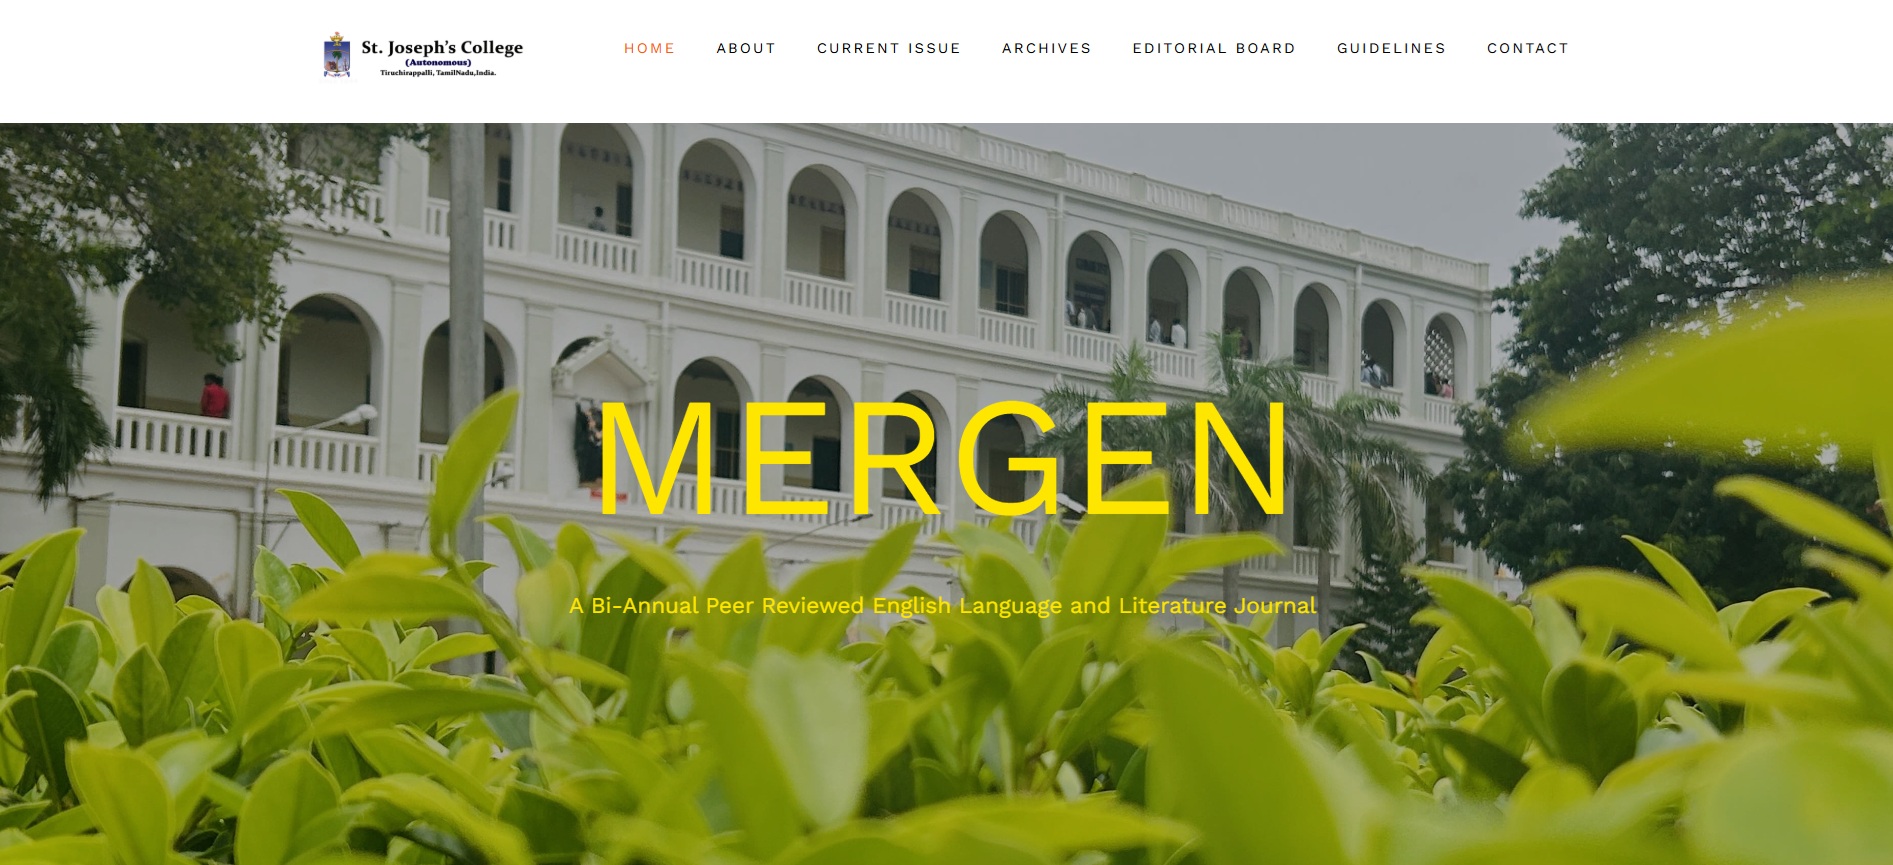 St. Joseph's College
(Autonomous)
Tiruchirappalli, TamilNadu,India.
HOME ABOUT CURRENT ISSUE ARCHIVES EDITORIAL BOARD GUIDELINES CONTACT
MERGEN
A Bi-Annual Peer Reviewed English Language and Literature Journal